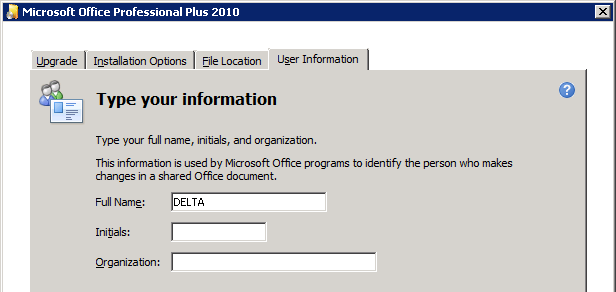 Microsoft Office Professional Plus 2010
Upgrade Installation Options File Location User Information
Type your information
?
Type your full name, initials, and organization.
This information is used by Microsoft Office programs to identify the person who makes
changes in a shared Office document.
Full Name: DELTA
Initials:
Organization: